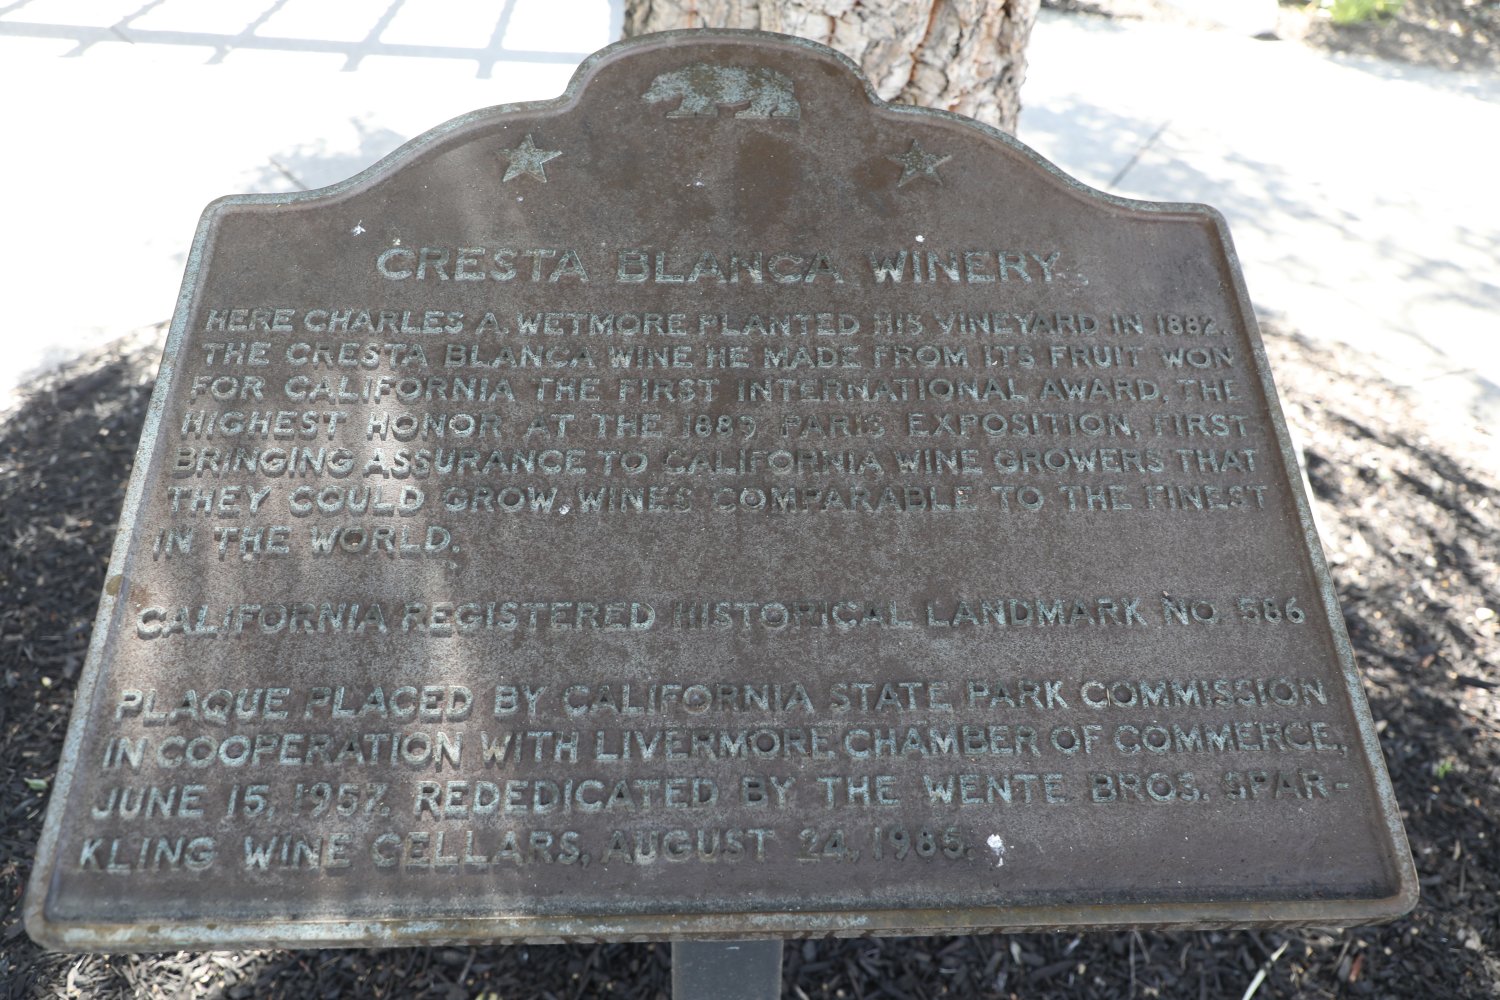 CRESTA BLANCA WINERY
HERE CHARLES A. WETMORE PLANTED HIS VINEYARD IN 1882.
THE CRESTA BLANCA WINE HE MADE FROM ITS FRUIT WON
FOR CALIFORNIA THE FIRST INTERNATIONAL AWARD, THE
HIGHEST HONOR AT THE 1889 PARIS EXPOSITION, FIRST
BRINGING ASSURANCE TO CALIFORNIA WINE GROWERS THAT
THEY COULD GROW WINES COMPARABLE TO THE FINEST
IN THE WORLD.
CALIFORNIA REGISTERED HISTORICAL LANDMARK NO. 586
PLAQUE PLACED BY CALIFORNIA STATE PARK COMMISSION
IN COOPERATION WITH LIVERMORE CHAMBER OF COMMERCE,
JUNE 15, 1957. REDEDICATED BY THE WENTE BROS. SPAR-
KLING WINE CELLARS, AUGUST 24, 1985.